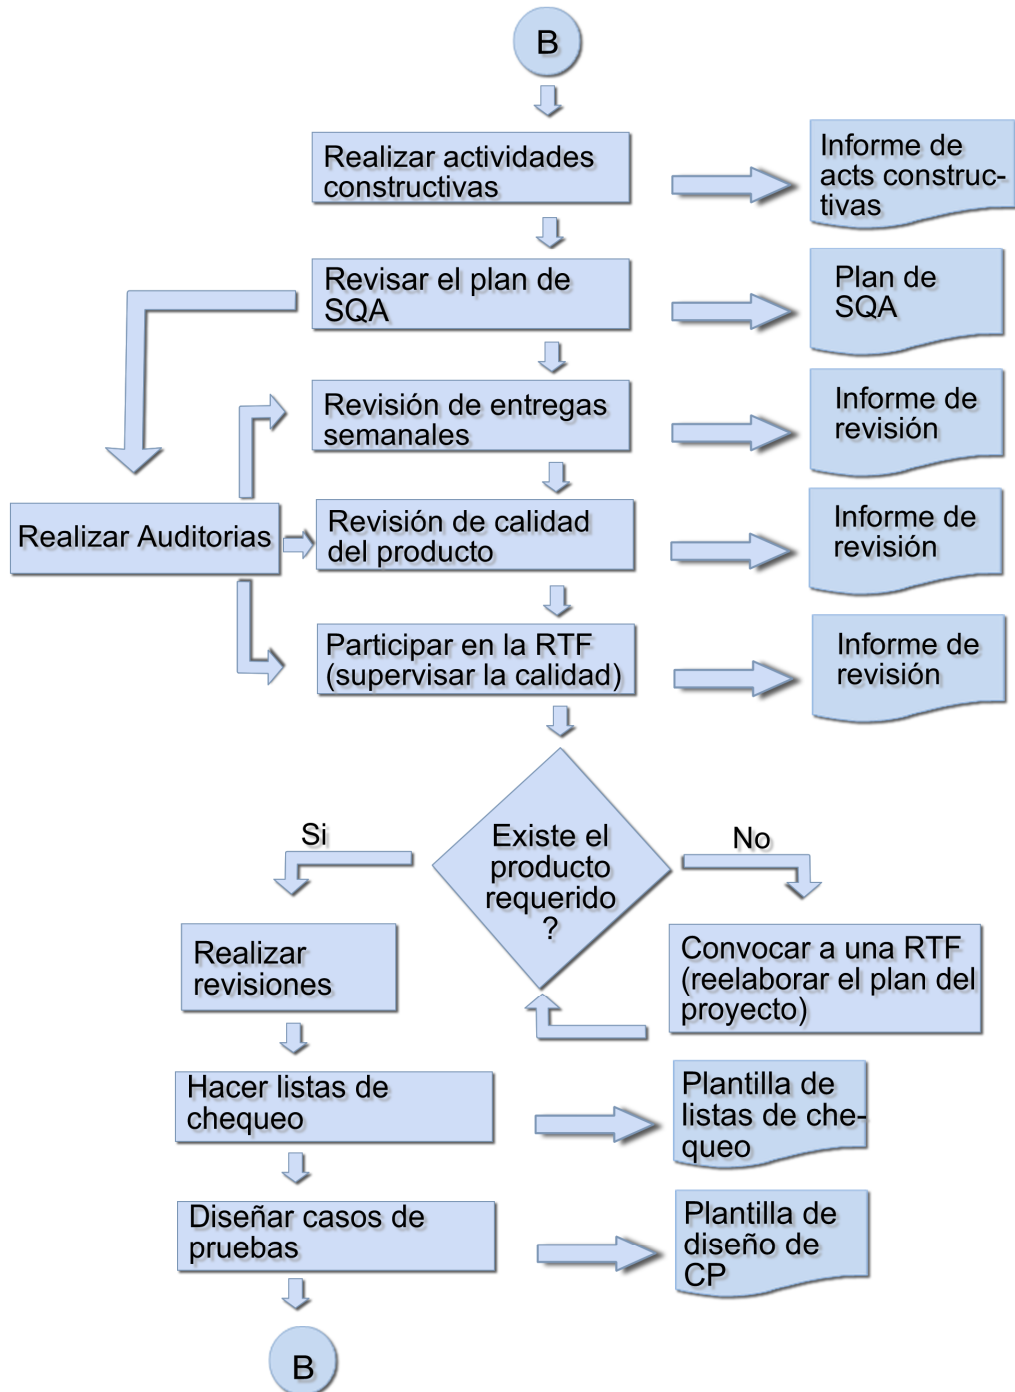 B
Realizar actividades
constructivas
Informe de
acts construc-
tivas
Revisar el plan de
SQA
Plan de
SQA
Revisión de entregas
semanales
Informe de
revisión
Realizar Auditorias
Revisión de calidad
del producto
Informe de
revisión
Participar en la RTF
(supervisar la calidad)
Informe de
revisión
Si
Existe el
producto
requerido
?
No
Realizar
revisiones
Convocar a una RTF
(reelaborar el plan del
proyecto)
Hacer listas de
chequeo
Plantilla de
listas de che-
queo
Diseñar casos de
pruebas
Plantilla de
diseño de
CP
B